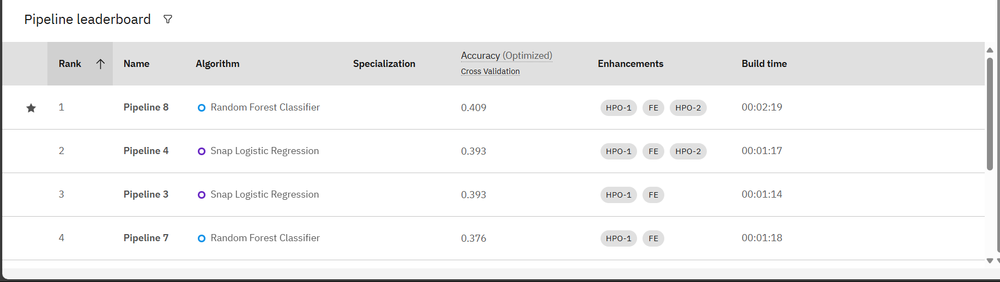 Pipeline leaderboard
Rank Name Algorithm Specialization Accuracy (Optimized) Enhancements Build time
Cross Validation
1 Pipeline 8 Random Forest Classifier 0.409 HPO-1 FE HPO-2 00:02:19
2 Pipeline 4 Snap Logistic Regression 0.393 HPO-1 FE HPO-2 00:01:17
3 Pipeline 3 Snap Logistic Regression 0.393 HPO-1 FE 00:01:14
4 Pipeline 7 Random Forest Classifier 0.376 HPO-1 FE 00:01:18